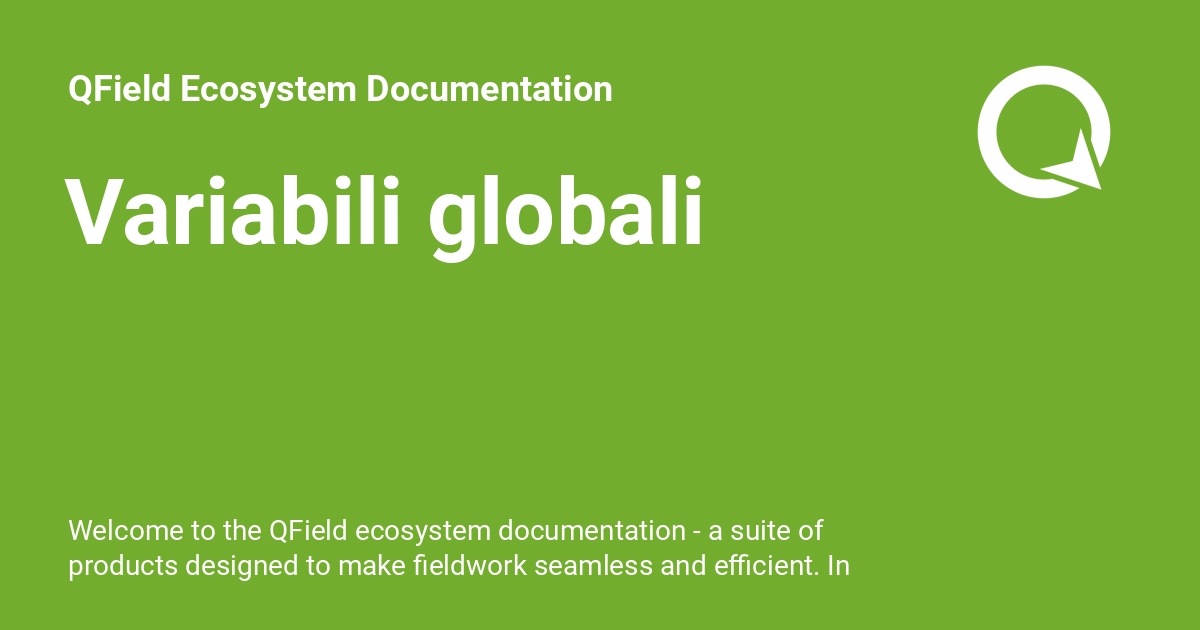 QField Ecosystem Documentation
Variabili globali
Welcome to the QField ecosystem documentation - a suite of
products designed to make fieldwork seamless and efficient. In